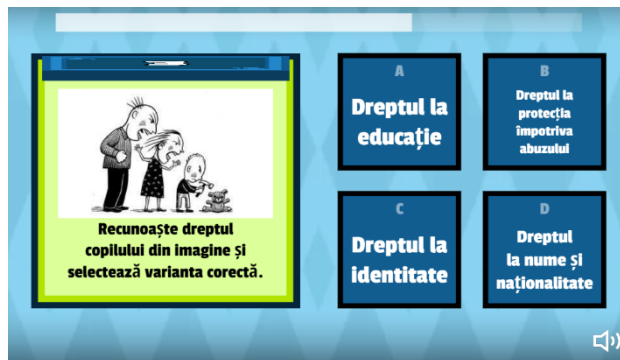 Recunoaște dreptul
copilului din imagine și
selectează varianta corectă.
A
Dreptul la
educație
B
Dreptul la
protecția
împotriva
abuzului
C
Dreptul la
identitate
D
Dreptul
la nume și
naționalitate